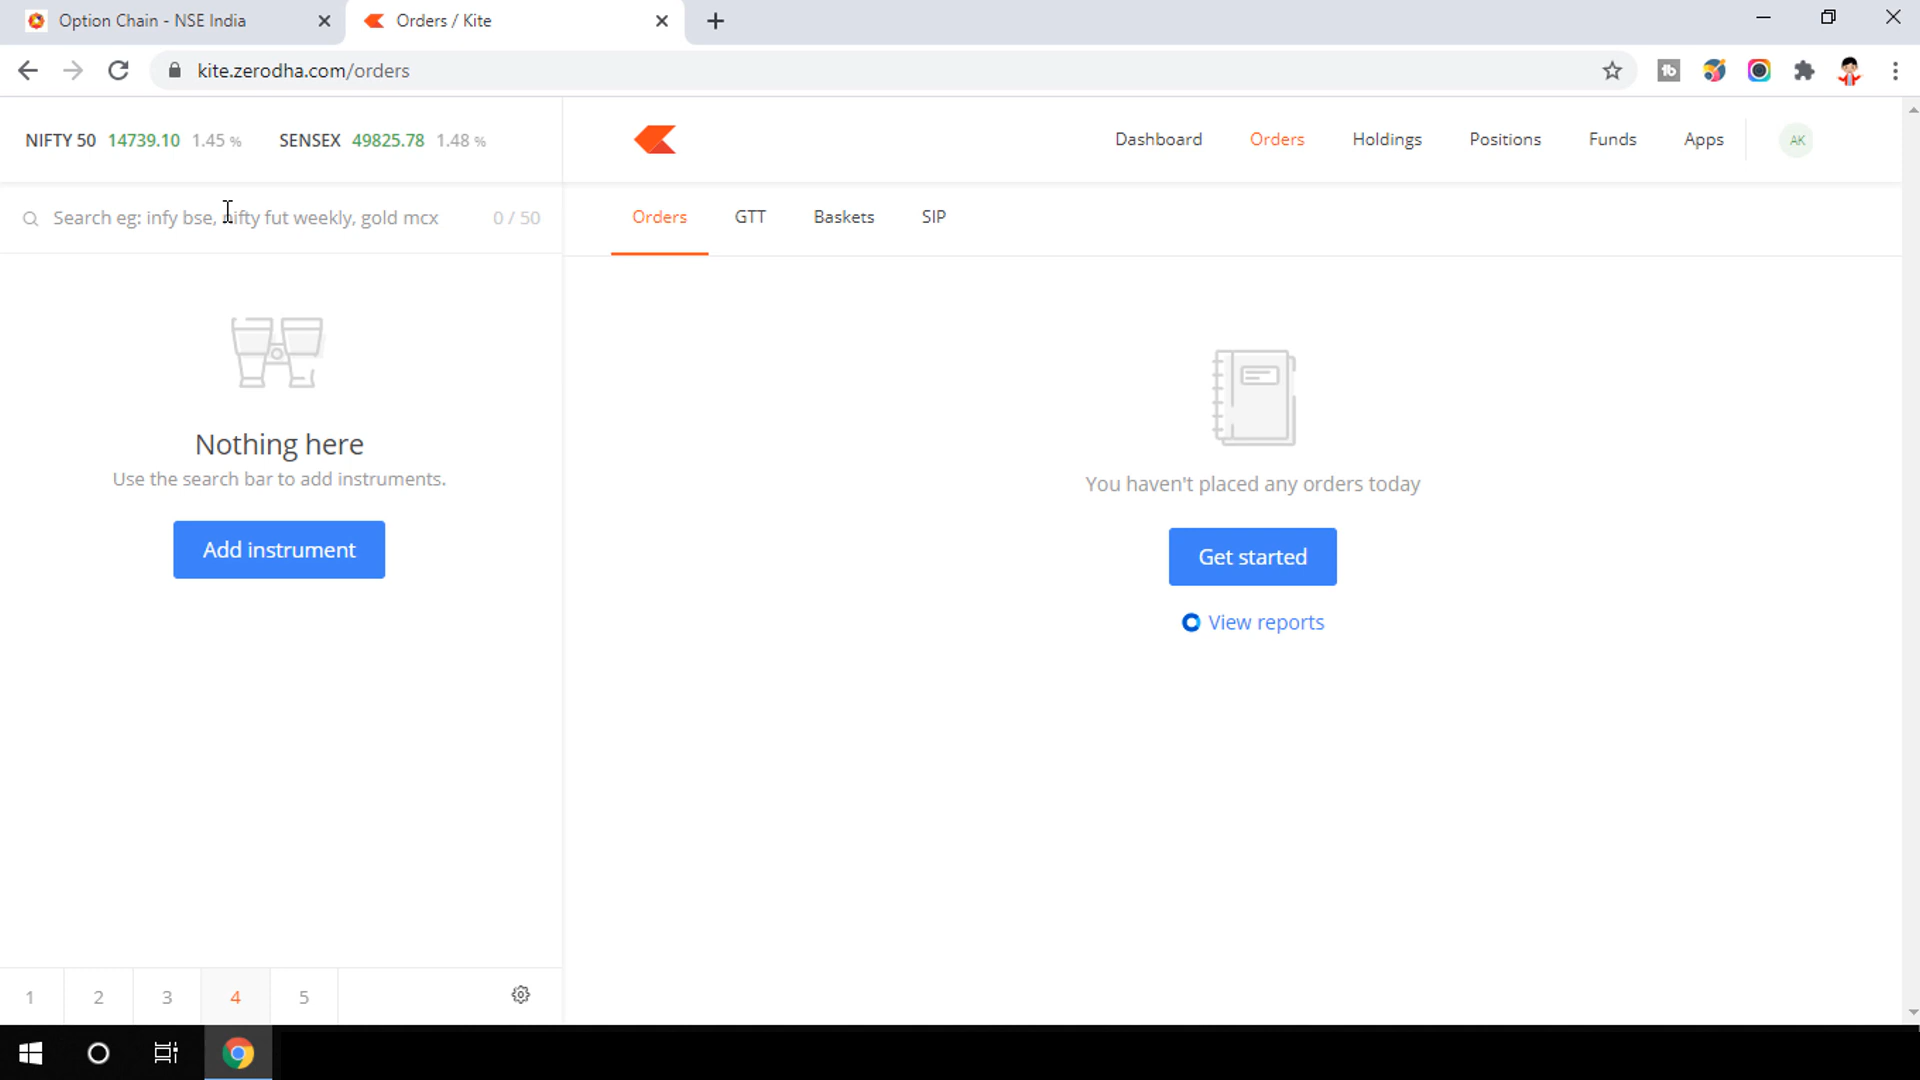 Option Chain - NSE India
Orders / Kite
kite.zerodha.com/orders
NIFTY 50 14739.10 1.45 % SENSEX 49825.78 1.48 %
Dashboard Orders Holdings Positions Funds Apps AK
Search eg: infy bse, nifty fut weekly, gold mcx 0 / 50
Orders GTT Baskets SIP
Nothing here
Use the search bar to add instruments.
Add instrument
You haven't placed any orders today
Get started
View reports
1 2 3 4 5